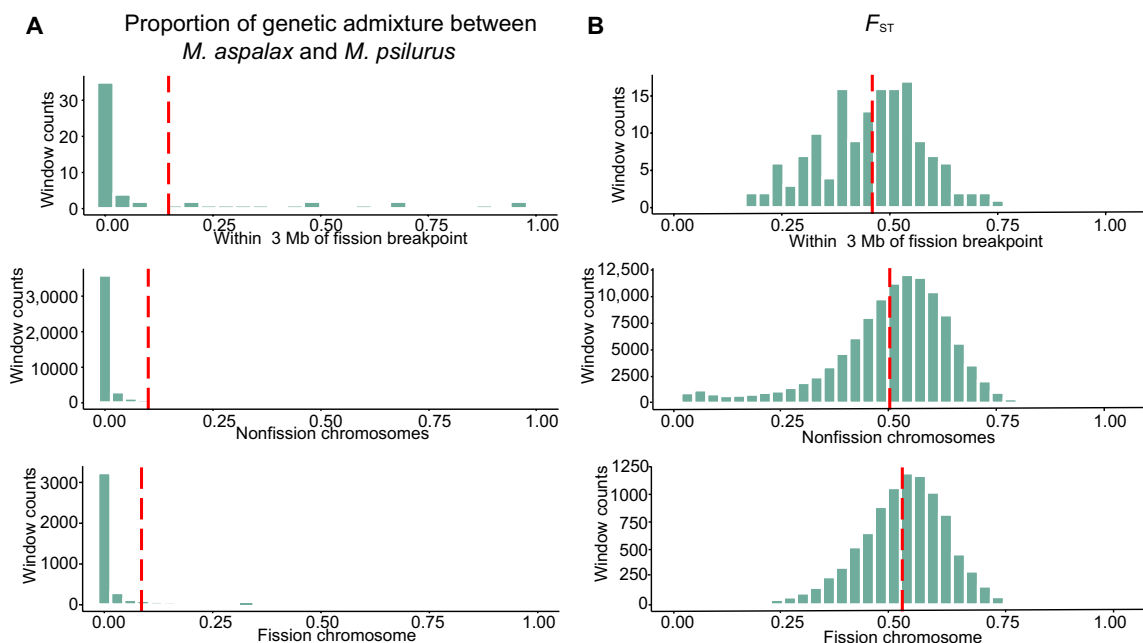 A
Proportion of genetic admixture between
M. aspalax and M. psilurus
Window counts
30
20
10
0
0.00 0.25 0.50 0.75 1.00
Within 3 Mb of fission breakpoint
Window counts
3,0000
2,0000
10000
0
0.00 0.25 0.50 0.75 1.00
Nonfission chromosomes
Window counts
3000
2000
1000
0
0.00 0.25 0.50 0.75 1.00
Fission chromosome
B
FST
Window counts
15
10
5
0
0.00 0.25 0.50 0.75 1.00
Within 3 Mb of fission breakpoint
Window counts
12,500
10,000
7500
5000
2500
0
0.00 0.25 0.50 0.75 1.00
Nonfission chromosomes
Window counts
1250
1000
750
500
250
0
0.00 0.25 0.50 0.75 1.00
Fission chromosome